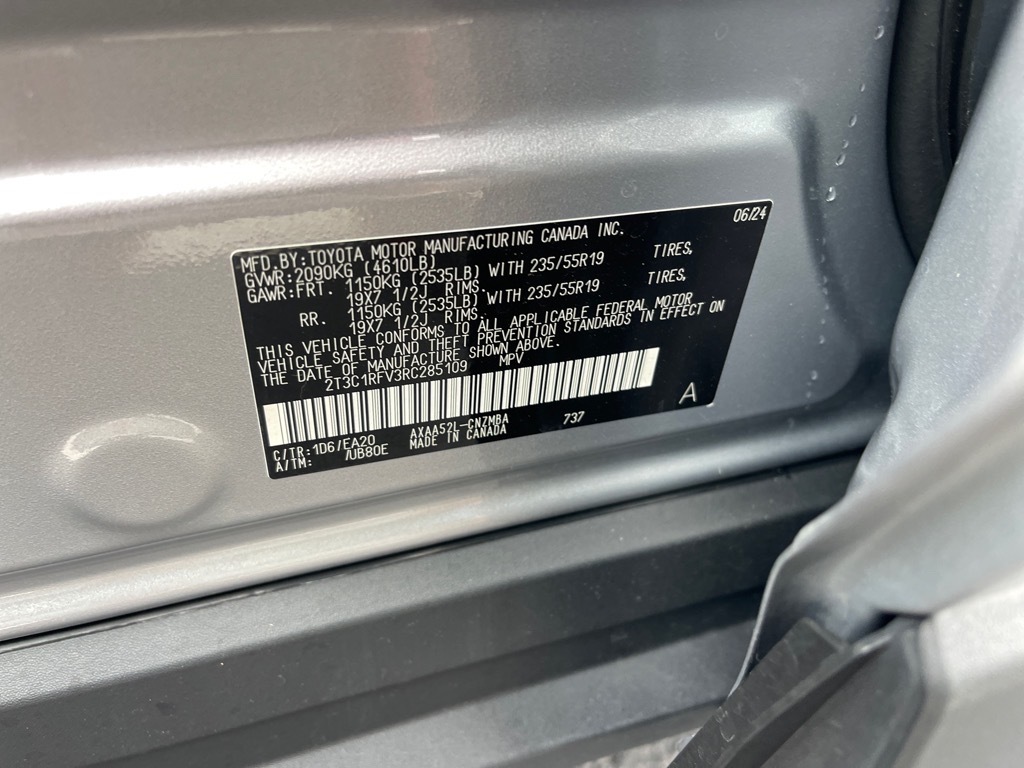 06/24
MFD.BY:TOYOTA MOTOR MANUFACTURING CANADA INC.
GVWR:2090KG (4610LB)
GAWR:FRT. 1150KG (2535LB) WITH 235/55R19 TIRES,
19X7 1/2J RIMS.
RR. 1150KG (2535LB) WITH 235/55R19 TIRES,
19X7 1/2J RIMS.
THIS VEHICLE CONFORMS TO ALL APPLICABLE FEDERAL MOTOR
VEHICLE SAFETY AND THEFT PREVENTION STANDARDS IN EFFECT ON
THE DATE OF MANUFACTURE SHOWN ABOVE.
2T3C1RFV3RC285109 MPV
A
C/TR:1D6/EA20 AXAA52L-CNZMBA 737
A/TM: /UB80E MADE IN CANADA